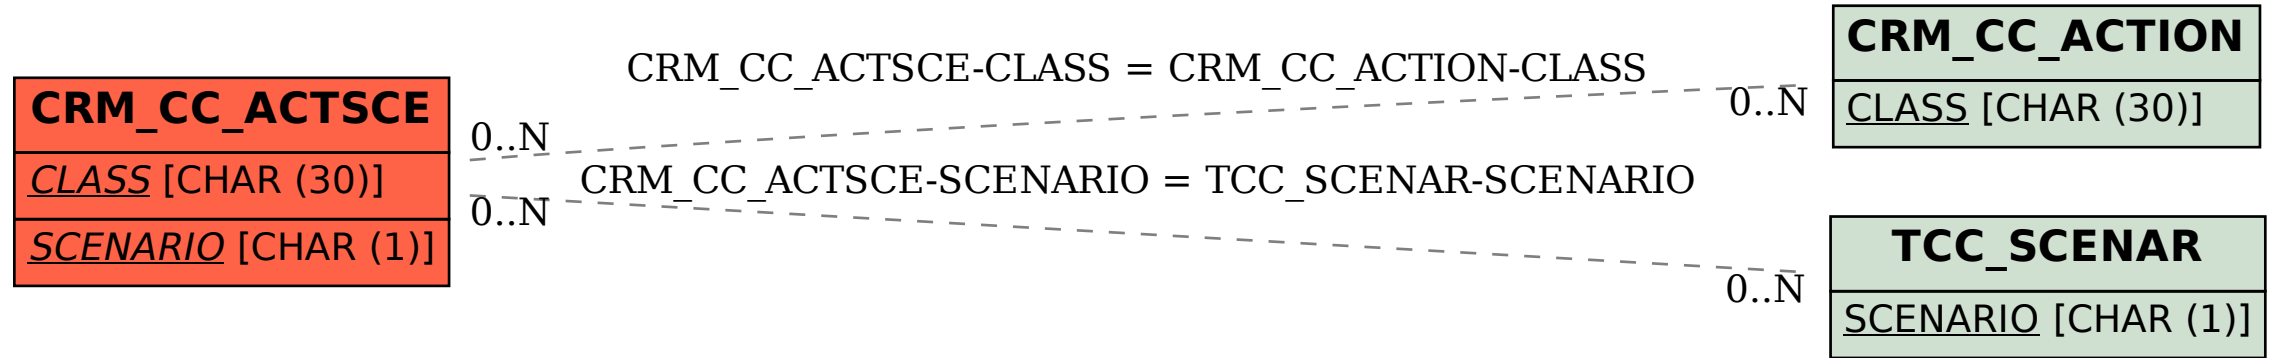 CRM_CC_ACTSCE
CLASS [CHAR (30)]
SCENARIO [CHAR (1)]
CRM_CC_ACTSCE-CLASS = CRM_CC_ACTION-CLASS
0..N
0..N
CRM_CC_ACTSCE-SCENARIO = TCC_SCENAR-SCENARIO
0..N
0..N
CRM_CC_ACTION
CLASS [CHAR (30)]
TCC_SCENAR
SCENARIO [CHAR (1)]